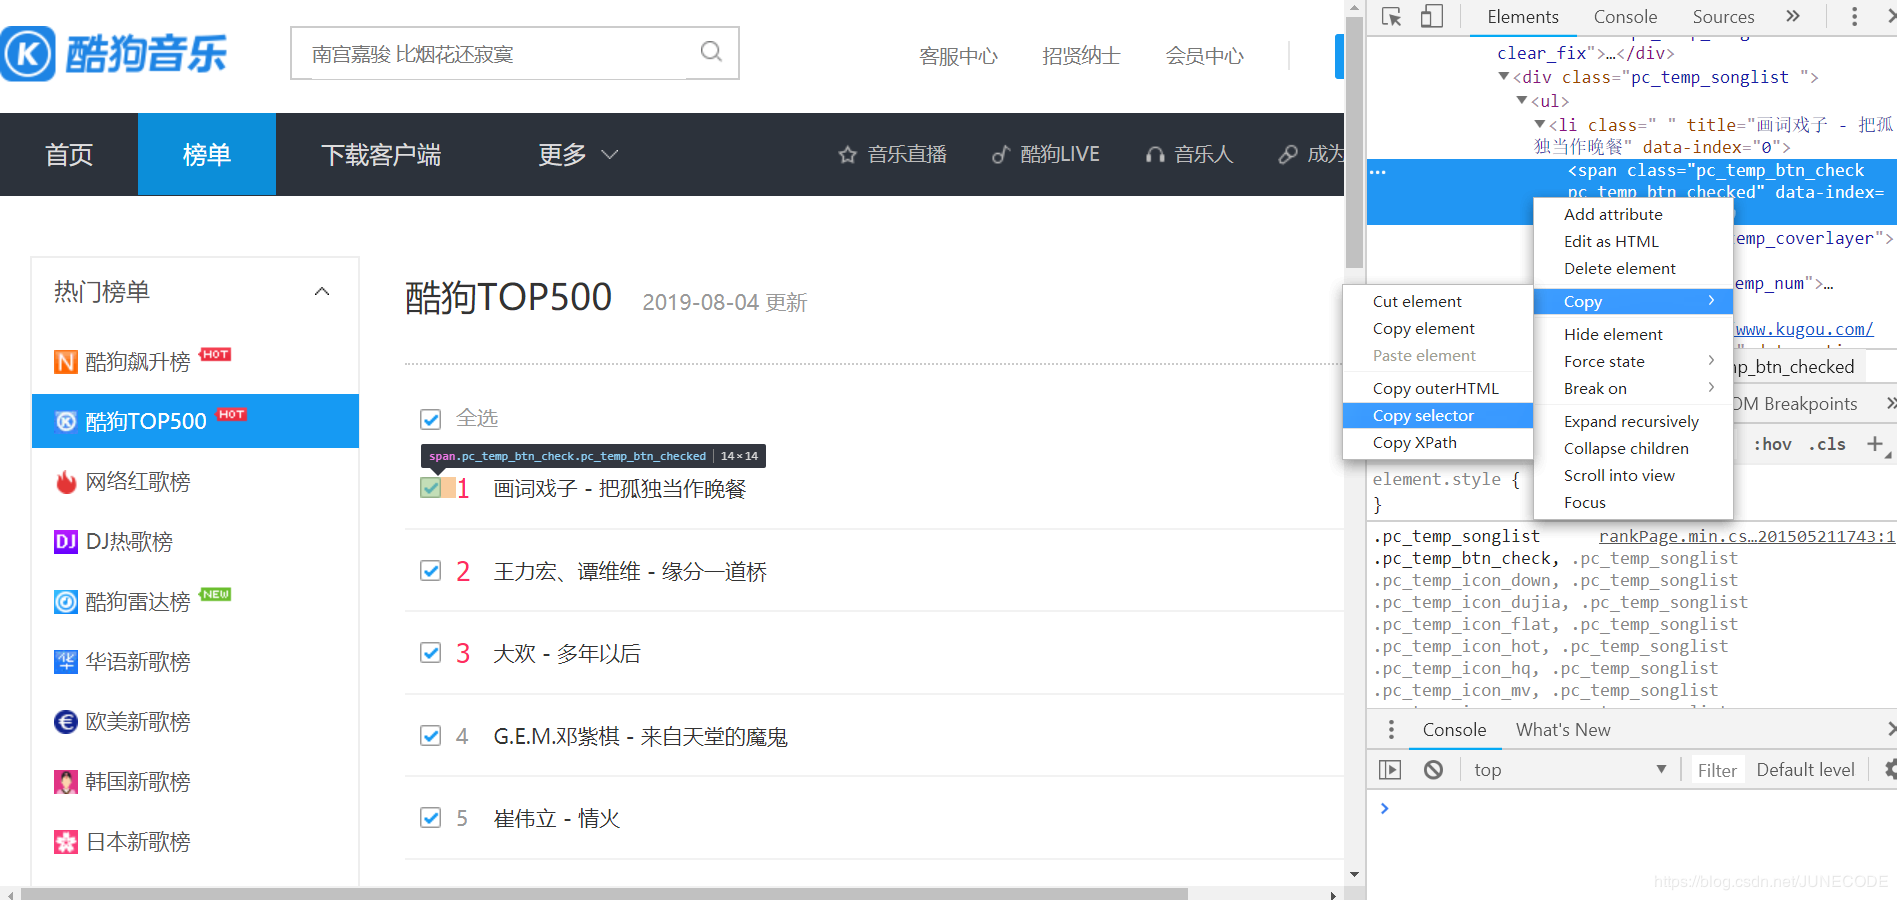 酷狗音乐
南宫嘉骏 比烟花还寂寞
客服中心 招贤纳士 会员中心
首页 榜单 下载客户端 更多 音乐直播 酷狗LIVE 音乐人 成为
热门榜单
酷狗飙升榜 HOT
酷狗TOP500 HOT
网络红歌榜
DJ热歌榜
酷狗雷达榜 NEW
华语新歌榜
欧美新歌榜
韩国新歌榜
日本新歌榜
酷狗TOP500 2019-08-04 更新
全选
span.pc_temp_btn_check.pc_temp_btn_checked 14×14
1 画词戏子 - 把孤独当作晚餐
2 王力宏、谭维维 - 缘分一道桥
3 大欢 - 多年以后
4 G.E.M.邓紫棋 - 来自天堂的魔鬼
5 崔伟立 - 情火
Elements Console Sources »
clear_fix">…</div>
▼<div class="pc_temp_songlist ">
▼<ul>
▼<li class=" " title="画词戏子 - 把孤
独当作晚餐" data-index="0">
<span class="pc_temp_btn_check
pc_temp_btn_checked" data-index=
emp_coverlayer">
emp_num">…
www.kugou.com/
p_btn_checked
OM Breakpoints »
:hov .cls +
Add attribute
Edit as HTML
Delete element
Copy
Hide element
Force state
Break on
Expand recursively
Collapse children
Scroll into view
Focus
Cut element
Copy element
Paste element
Copy outerHTML
Copy selector
Copy XPath
element.style {
}
.pc_temp_songlist rankPage.min.cs…201505211743:1
.pc_temp_btn_check, .pc_temp_songlist
.pc_temp_icon_down, .pc_temp_songlist
.pc_temp_icon_dujia, .pc_temp_songlist
.pc_temp_icon_flat, .pc_temp_songlist
.pc_temp_icon_hot, .pc_temp_songlist
.pc_temp_icon_hq, .pc_temp_songlist
.pc_temp_icon_mv, .pc_temp_songlist
Console What's New
top Filter Default level
https://blog.csdn.net/JUNECODE